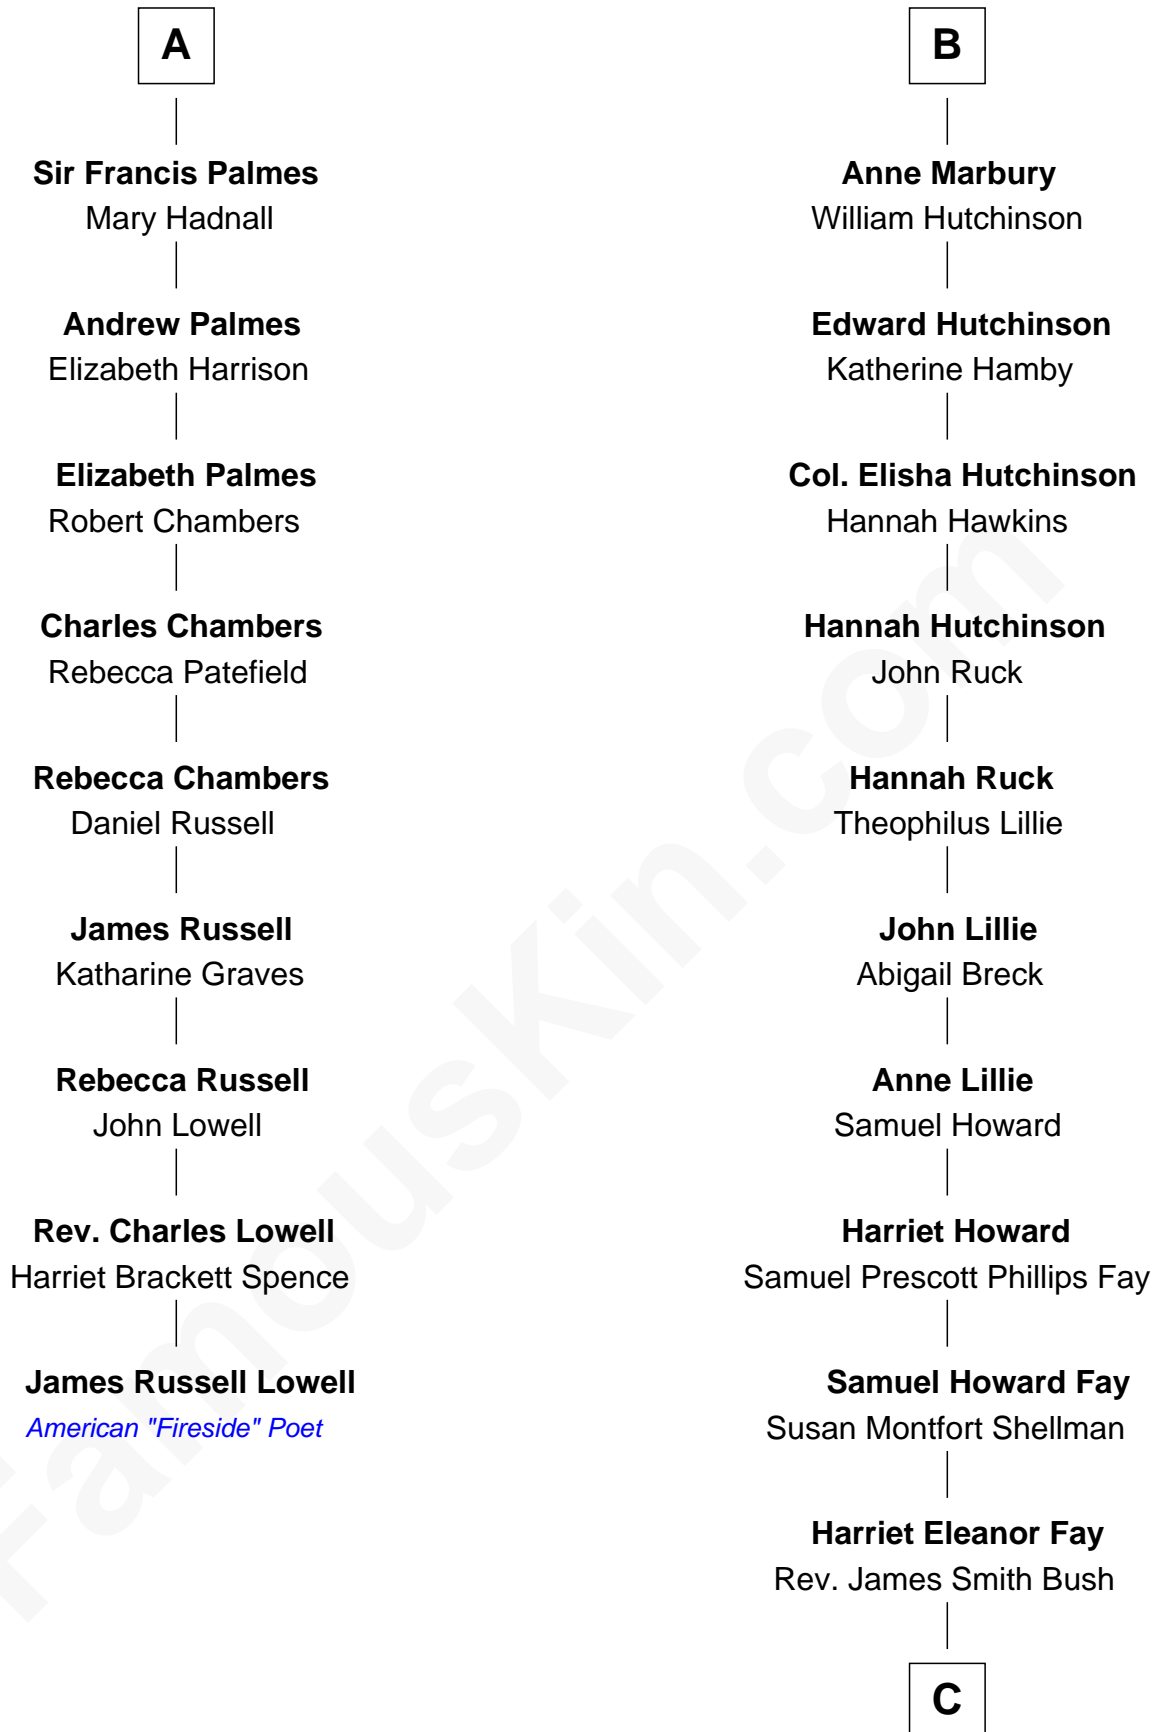 A
Sir Francis Palmes
Mary Hadnall
Andrew Palmes
Elizabeth Harrison
Elizabeth Palmes
Robert Chambers
Charles Chambers
Rebecca Patefield
Rebecca Chambers
Daniel Russell
James Russell
Katharine Graves
Rebecca Russell
John Lowell
Rev. Charles Lowell
Harriet Brackett Spence
James Russell Lowell
American "Fireside" Poet
B
Anne Marbury
William Hutchinson
Edward Hutchinson
Katherine Hamby
Col. Elisha Hutchinson
Hannah Hawkins
Hannah Hutchinson
John Ruck
Hannah Ruck
Theophilus Lillie
John Lillie
Abigail Breck
Anne Lillie
Samuel Howard
Harriet Howard
Samuel Prescott Phillips Fay
Samuel Howard Fay
Susan Montfort Shellman
Harriet Eleanor Fay
Rev. James Smith Bush
C
FamousKin.com